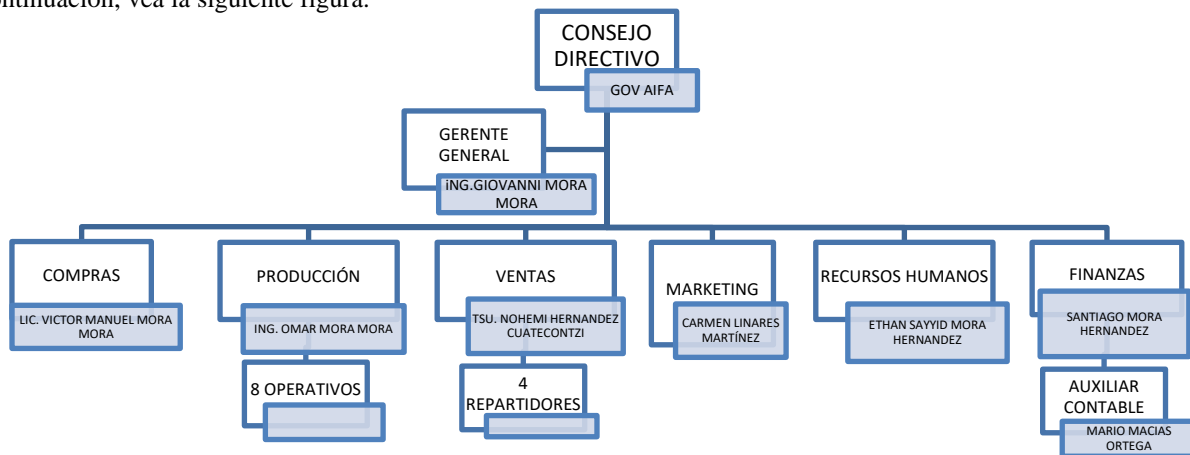 ontinuación, vea la siguiente figura.
CONSEJO
DIRECTIVO
GOV AIFA
GERENTE
GENERAL
iNG.GIOVANNI MORA
MORA
COMPRAS
LIC. VICTOR MANUEL MORA
MORA
PRODUCCIÓN
ING. OMAR MORA MORA
8 OPERATIVOS
VENTAS
TSU. NOHEMI HERNANDEZ
CUATECONTZI
4
REPARTIDORES
MARKETING
CARMEN LINARES
MARTÍNEZ
RECURSOS HUMANOS
ETHAN SAYYID MORA
HERNANDEZ
FINANZAS
SANTIAGO MORA
HERNANDEZ
AUXILIAR
CONTABLE
MARIO MACIAS
ORTEGA